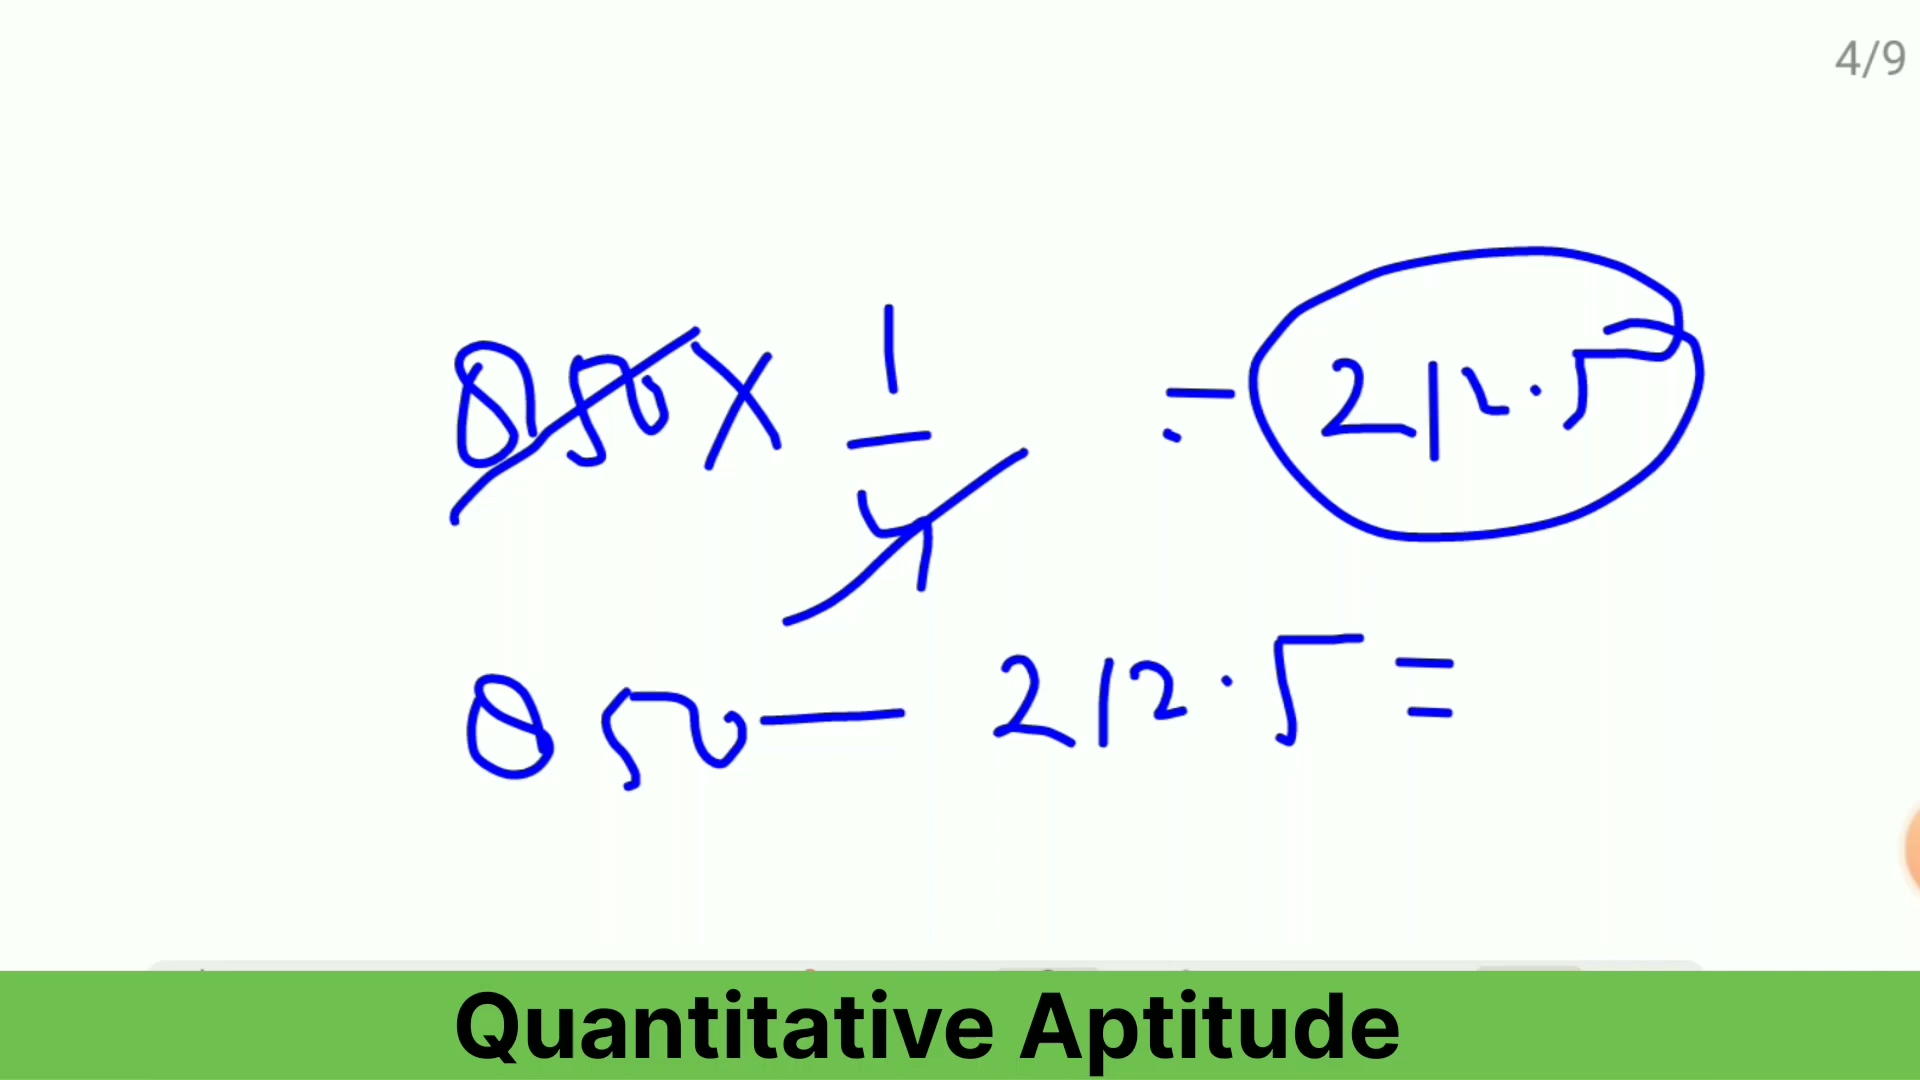 4/9
850 × 1/4 = 212.5
850 — 212.5 =
Quantitative Aptitude